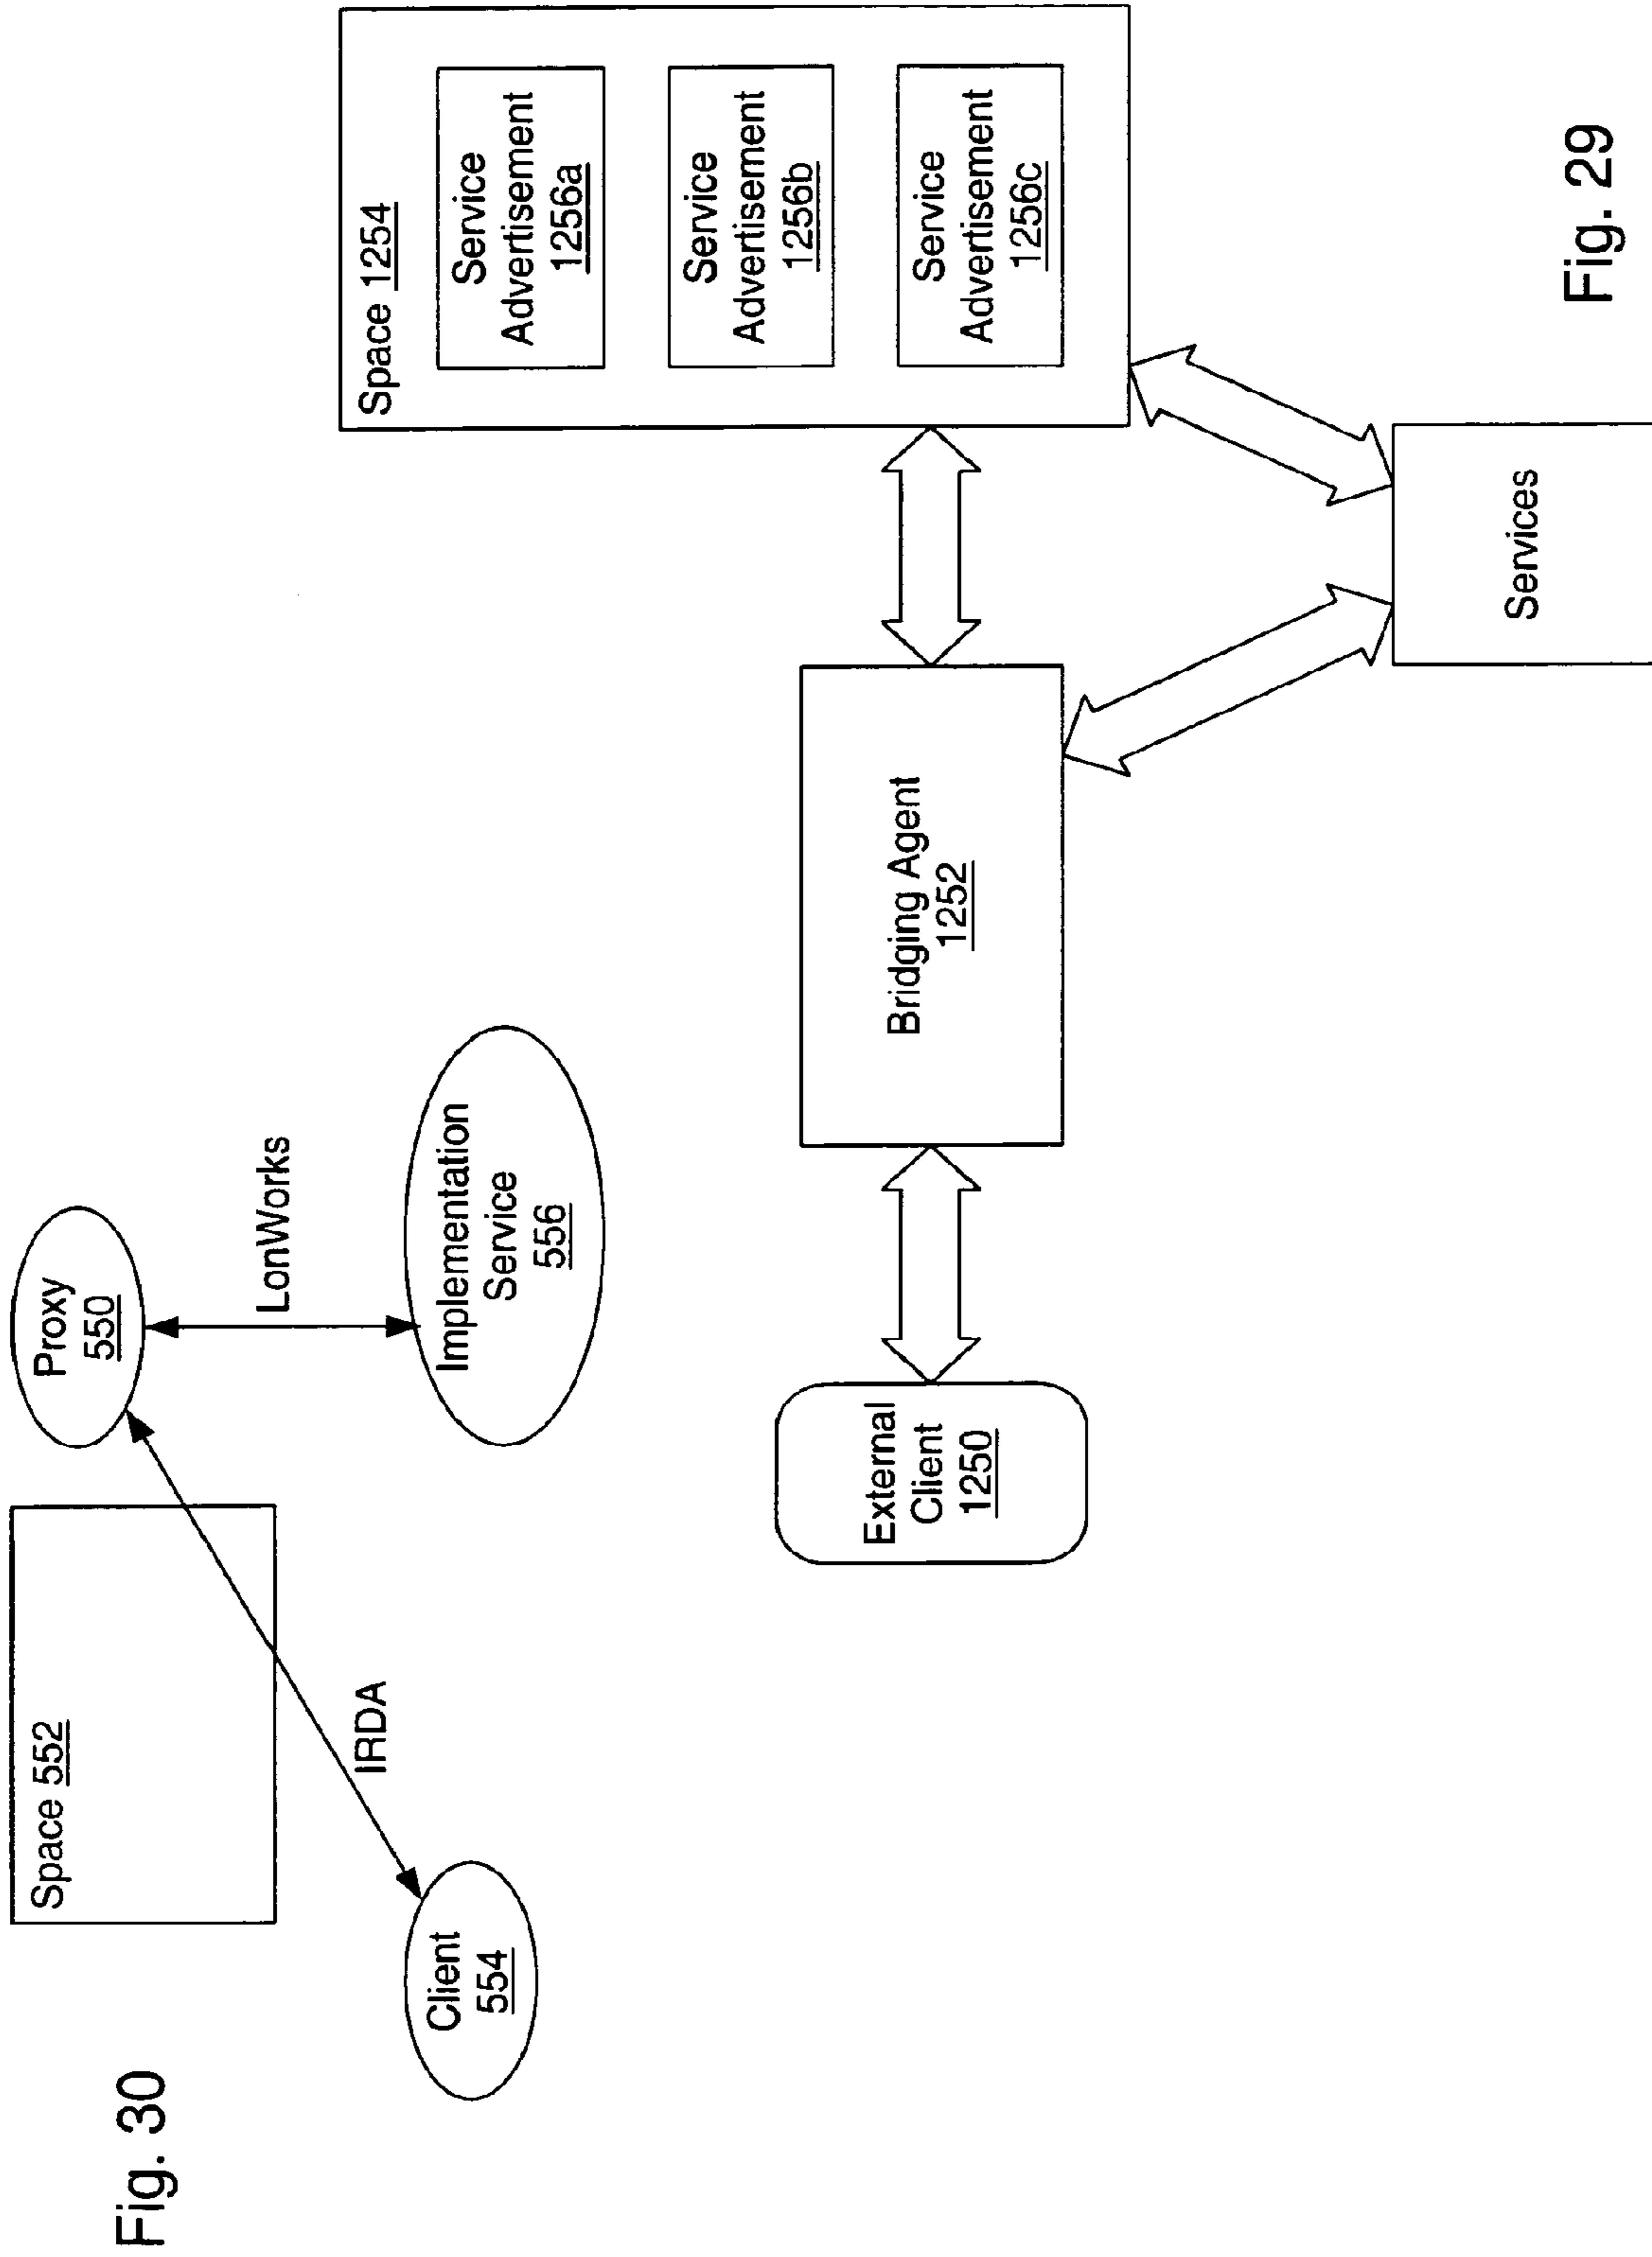 Fig. 30
Space 552
Proxy
550
LonWorks
IRDA
Client
554
Implementation
Service
556
Space 1254
Service
Advertisement
1256a
Service
Advertisement
1256b
Service
Advertisement
1256c
External
Client
1250
Bridging Agent
1252
Services
Fig. 29